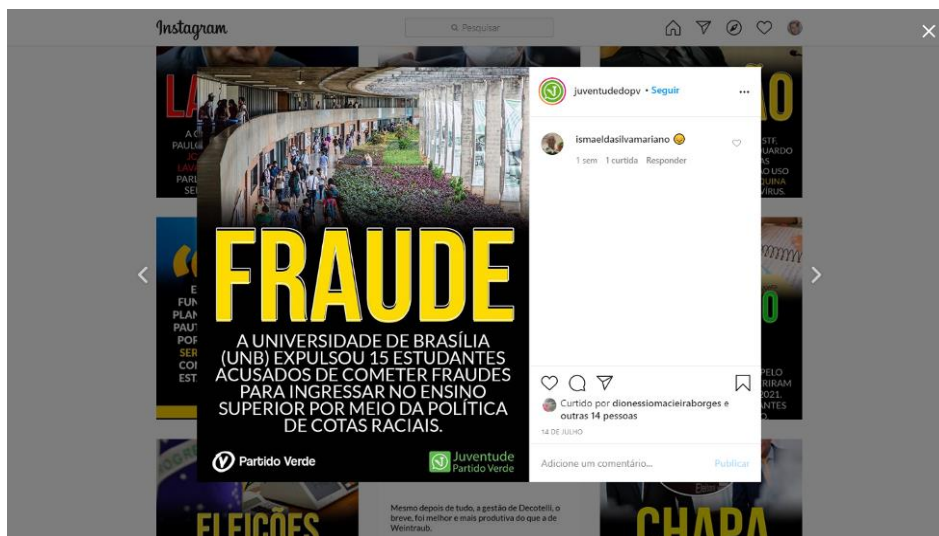 Instagram
Pesquisar
FRAUDE
A UNIVERSIDADE DE BRASÍLIA
(UNB) EXPULSOU 15 ESTUDANTES
ACUSADOS DE COMETER FRAUDES
PARA INGRESSAR NO ENSINO
SUPERIOR POR MEIO DA POLÍTICA
DE COTAS RACIAIS.
Partido Verde
Juventude
Partido Verde
juventudedopv • Seguir
ismaeldasilvamariano
1 sem 1 curtida Responder
Curtido por dionessiomacieiraborges e
outras 14 pessoas
14 DE JULHO
Adicione um comentário...
Publicar
ELEIÇÕES
Mesmo depois de tudo, a gestão de Decotelli, o
breve, foi melhor e mais produtiva do que a de
Weintraub.
CHAPA